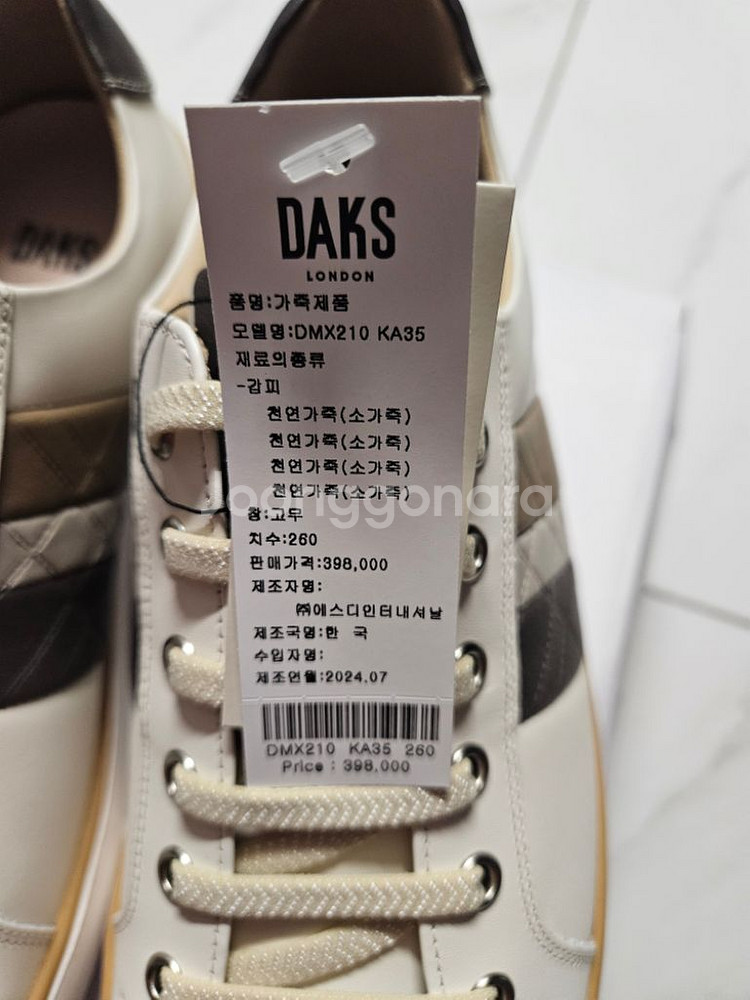 DAKS
DAKS
LONDON
품명:가죽제품
모델명:DMX210 KA35
재료의종류
-갑피
천연가죽(소가죽)
천연가죽(소가죽)
천연가죽(소가죽)
천연가죽(소가죽)
joonggonara
창:고무
치수:260
판매가격:398,000
제조자명:
㈜에스디인터내셔날
제조국명:한 국
수입자명:
제조연월:2024.07
DMX210 KA35 260
Price : 398,000